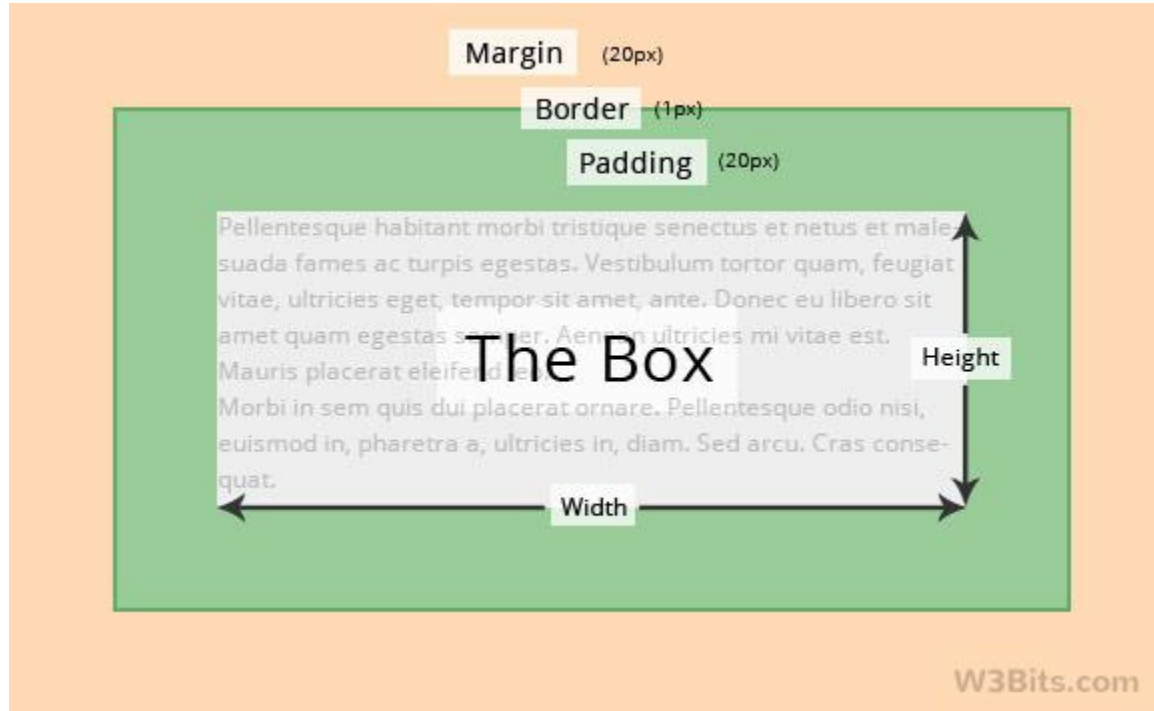 Margin (20px)
Border (1px)
Padding (20px)
Pellentesque habitant morbi tristique senectus et netus et male-
suada fames ac turpis egestas. Vestibulum tortor quam, feugiat
vitae, ultricies eget, tempor sit amet, ante. Donec eu libero sit
amet quam egestas semper. Aenean ultricies mi vitae est.
The Box
Height
Mauris placerat eleifend leo.
Morbi in sem quis dui placerat ornare. Pellentesque odio nisi,
euismod in, pharetra a, ultricies in, diam. Sed arcu. Cras conse-
quat.
Width
W3Bits.com